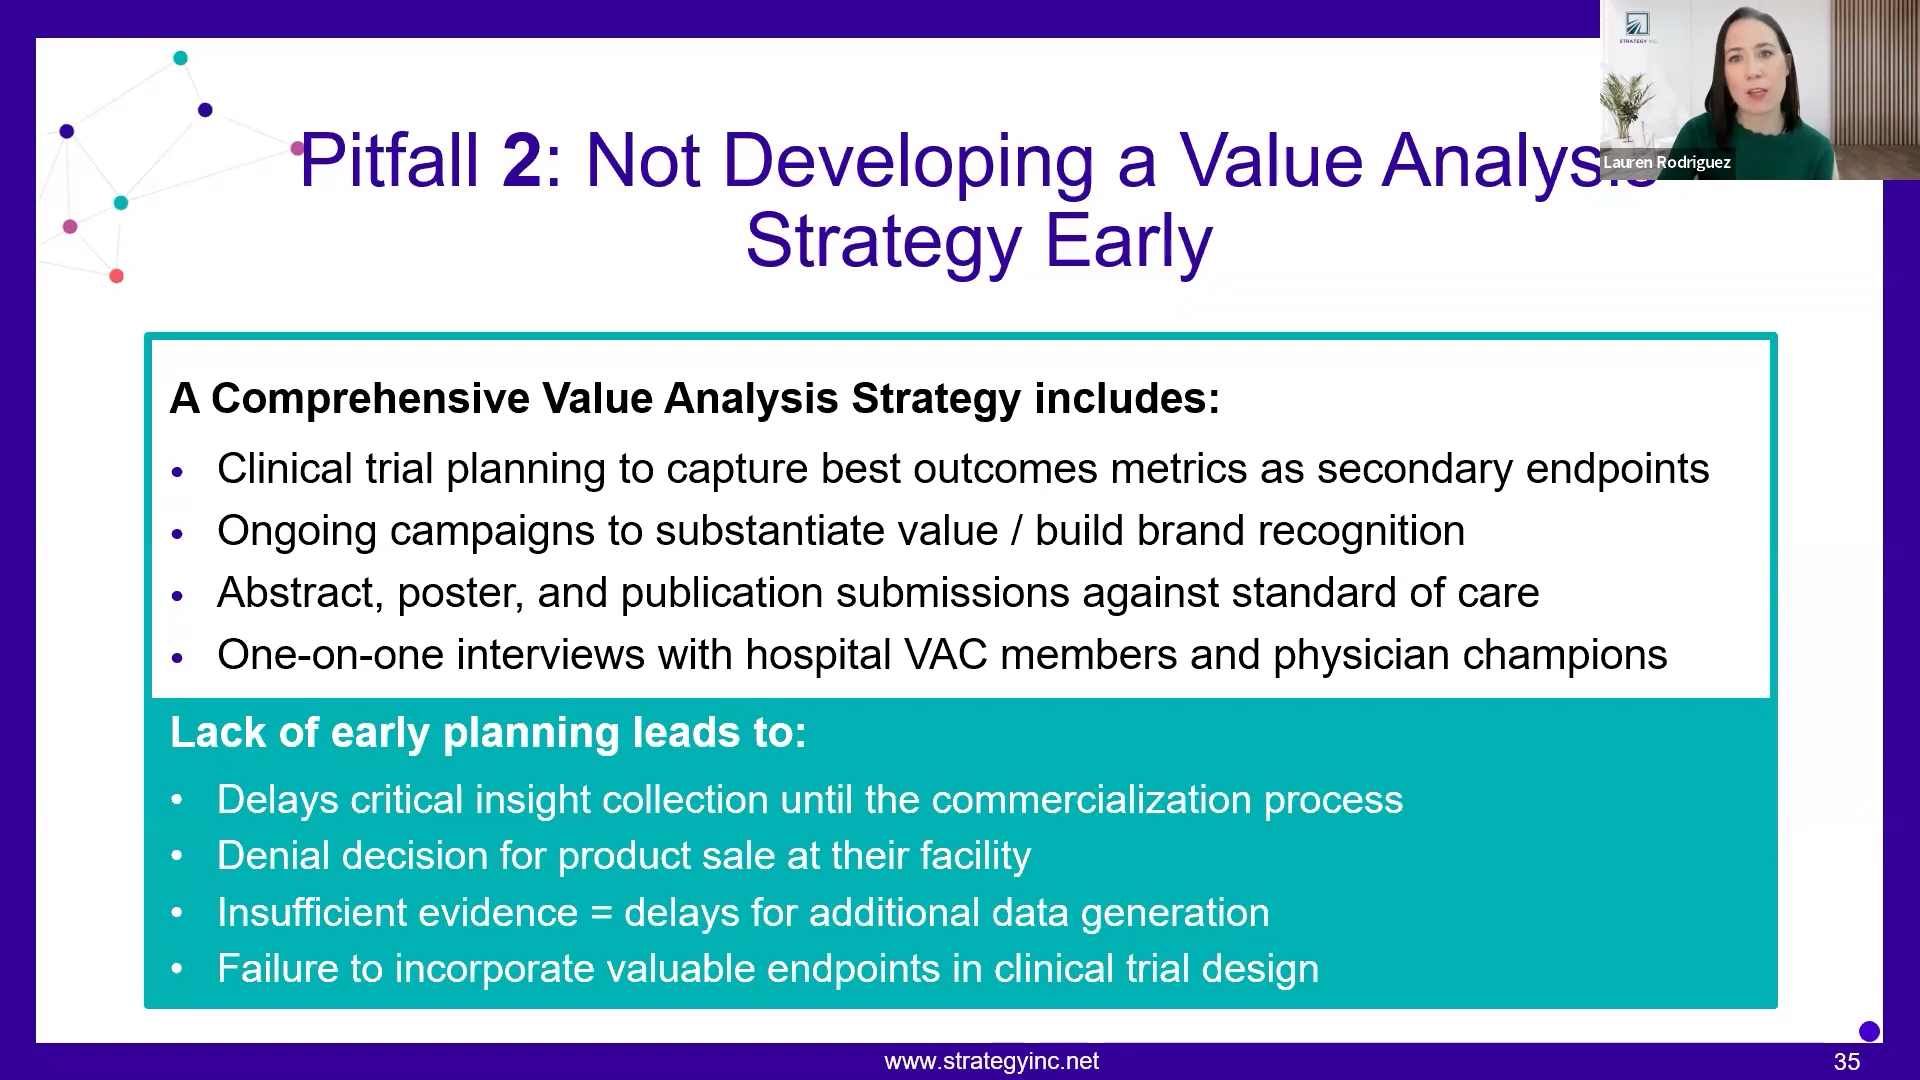 STRATEGY INC
Lauren Rodriguez
Pitfall 2: Not Developing a Value Analysis
Strategy Early
A Comprehensive Value Analysis Strategy includes:
• Clinical trial planning to capture best outcomes metrics as secondary endpoints
• Ongoing campaigns to substantiate value / build brand recognition
• Abstract, poster, and publication submissions against standard of care
• One-on-one interviews with hospital VAC members and physician champions
Lack of early planning leads to:
• Delays critical insight collection until the commercialization process
• Denial decision for product sale at their facility
• Insufficient evidence = delays for additional data generation
• Failure to incorporate valuable endpoints in clinical trial design
www.strategyinc.net
35